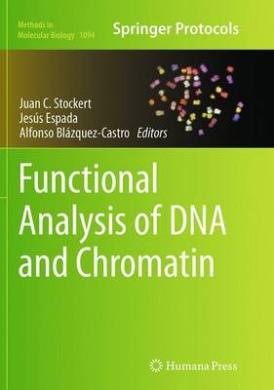 Methods in
Molecular Biology 1094
Springer Protocols
Juan C. Stockert
Jesús Espada
Alfonso Blázquez-Castro Editors
Functional
Analysis of DNA
and Chromatin
Humana Press